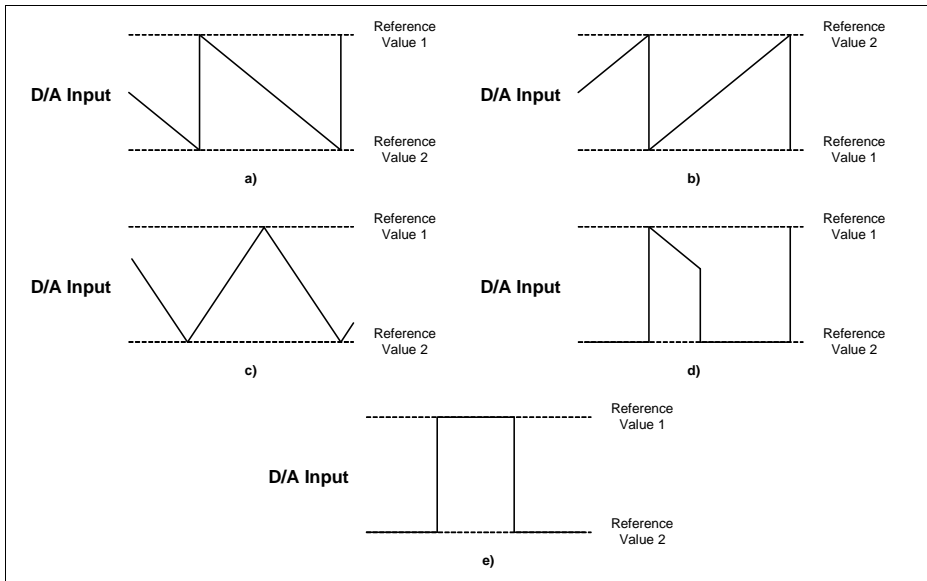 Reference
Value 1
D/A Input
Reference
Value 2
a)
Reference
Value 2
D/A Input
Reference
Value 1
b)
Reference
Value 1
D/A Input
Reference
Value 2
c)
Reference
Value 1
D/A Input
Reference
Value 2
d)
Reference
Value 1
D/A Input
Reference
Value 2
e)